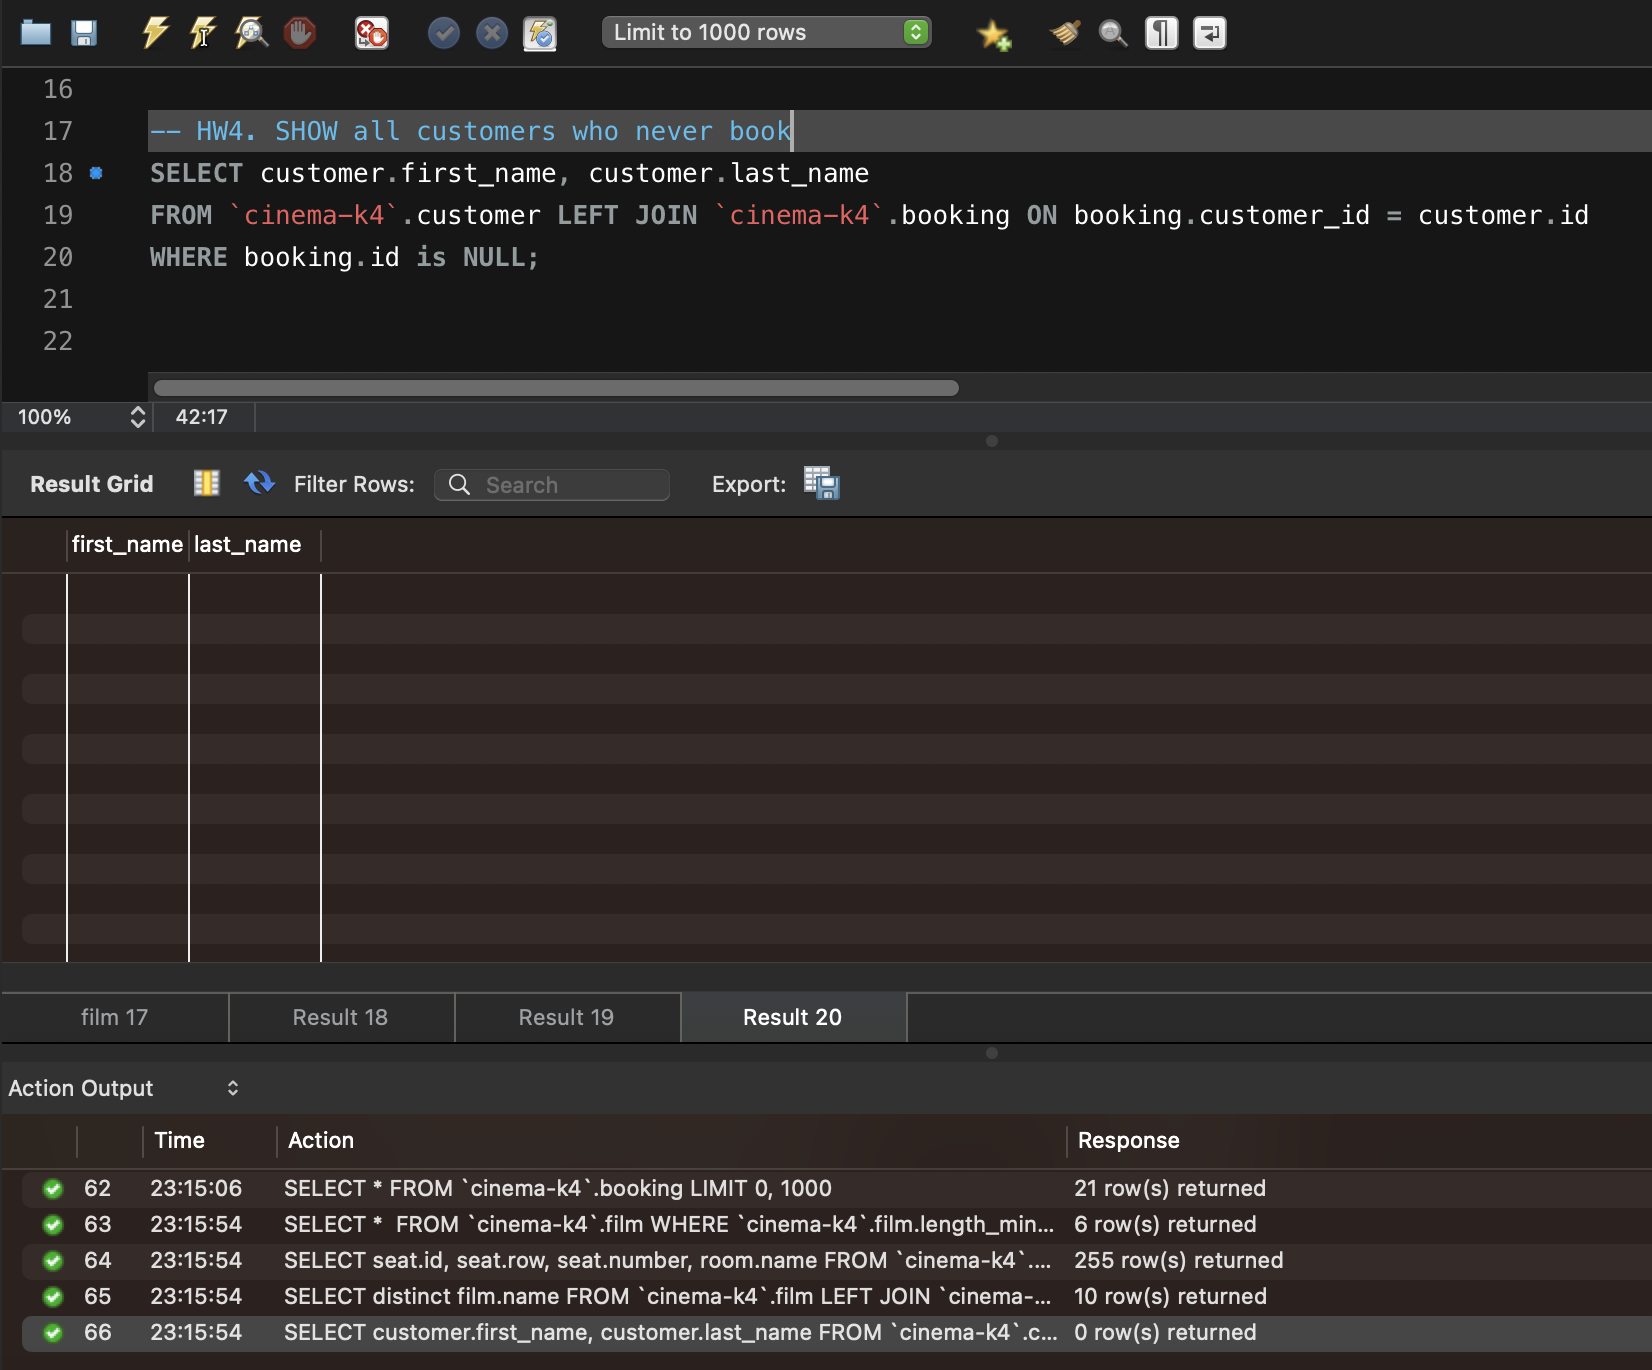 Limit to 1000 rows
16
17 -- HW4. SHOW all customers who never book
18 SELECT customer.first_name, customer.last_name
19 FROM `cinema-k4`.customer LEFT JOIN `cinema-k4`.booking ON booking.customer_id = customer.id
20 WHERE booking.id is NULL;
21
22
100% 42:17
Result Grid Filter Rows: Search Export:
first_name last_name
film 17 Result 18 Result 19 Result 20
Action Output
Time Action Response
62 23:15:06 SELECT * FROM `cinema-k4`.booking LIMIT 0, 1000 21 row(s) returned
63 23:15:54 SELECT *  FROM `cinema-k4`.film WHERE `cinema-k4`.film.length_min... 6 row(s) returned
64 23:15:54 SELECT seat.id, seat.row, seat.number, room.name FROM `cinema-k4`.... 255 row(s) returned
65 23:15:54 SELECT distinct film.name FROM `cinema-k4`.film LEFT JOIN `cinema-... 10 row(s) returned
66 23:15:54 SELECT customer.first_name, customer.last_name FROM `cinema-k4`.c... 0 row(s) returned